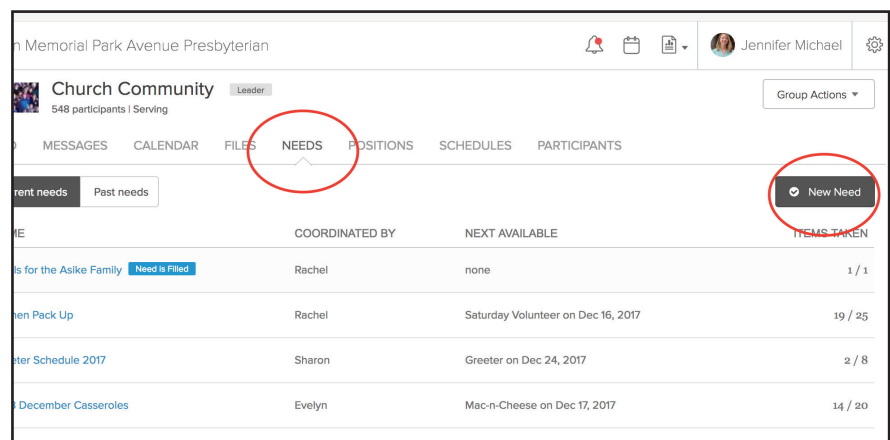 n Memorial Park Avenue Presbyterian Jennifer Michael
Church Community Leader Group Actions
548 participants | Serving
MESSAGES CALENDAR FILES NEEDS POSITIONS SCHEDULES PARTICIPANTS
rent needs Past needs New Need
ME COORDINATED BY NEXT AVAILABLE ITEMS TAKEN
ls for the Asike Family Need is Filled Rachel none 1 / 1
hen Pack Up Rachel Saturday Volunteer on Dec 16, 2017 19 / 25
eter Schedule 2017 Sharon Greeter on Dec 24, 2017 2 / 8
December Casseroles Evelyn Mac-n-Cheese on Dec 17, 2017 14 / 20